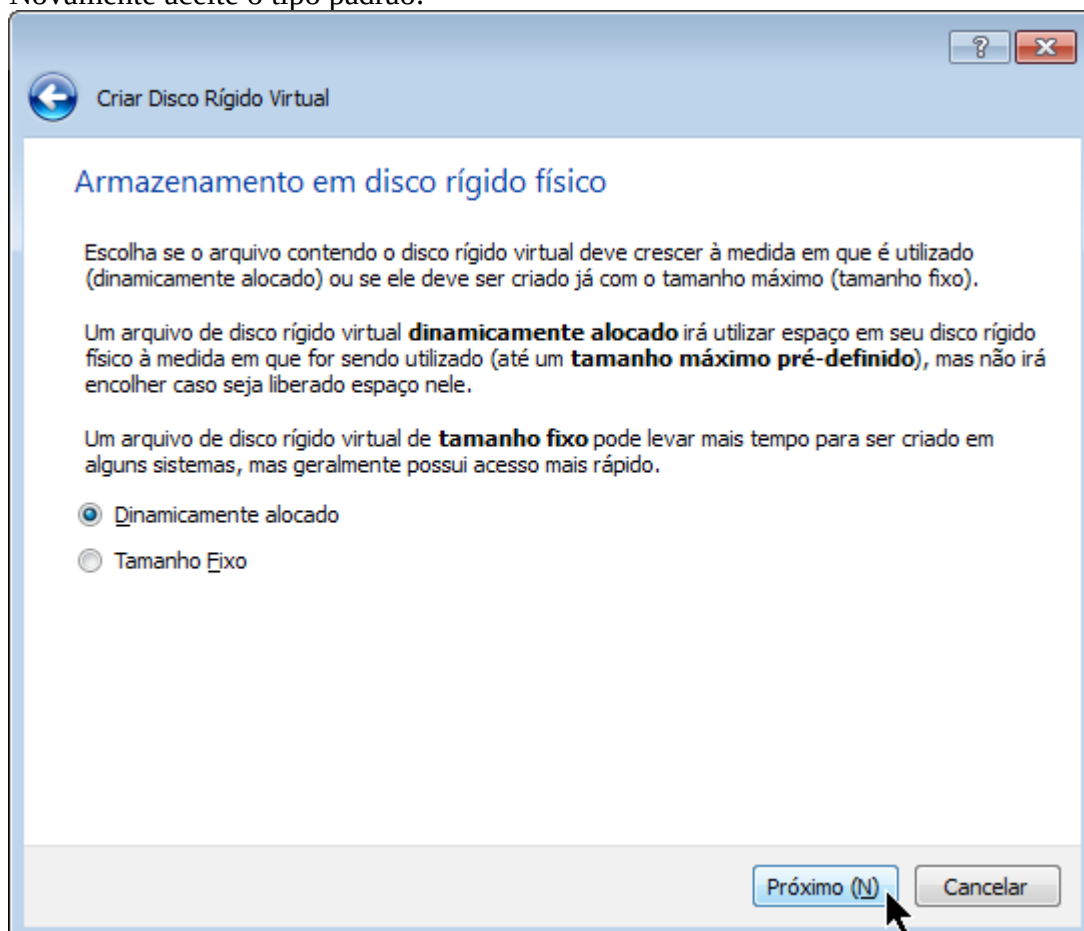 Novamente aceite o tipo padrão:
Criar Disco Rígido Virtual
Armazenamento em disco rígido físico
Escolha se o arquivo contendo o disco rígido virtual deve crescer à medida em que é utilizado
(dinamicamente alocado) ou se ele deve ser criado já com o tamanho máximo (tamanho fixo).
Um arquivo de disco rígido virtual dinamicamente alocado irá utilizar espaço em seu disco rígido
físico à medida em que for sendo utilizado (até um tamanho máximo pré-definido), mas não irá
encolher caso seja liberado espaço nele.
Um arquivo de disco rígido virtual de tamanho fixo pode levar mais tempo para ser criado em
alguns sistemas, mas geralmente possui acesso mais rápido.
Dinamicamente alocado
Tamanho Fixo
Próximo (N)
Cancelar